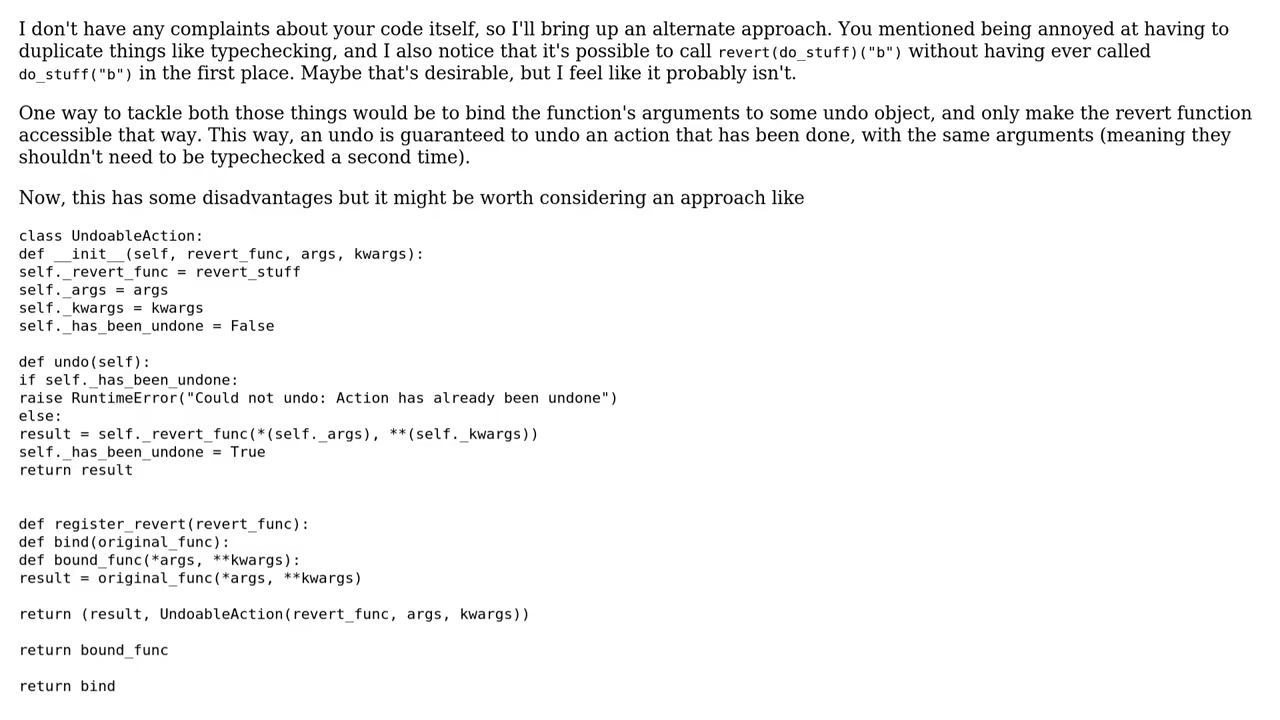 I don't have any complaints about your code itself, so I'll bring up an alternate approach. You mentioned being annoyed at having to
duplicate things like typechecking, and I also notice that it's possible to call revert(do_stuff)("b") without having ever called
do_stuff("b") in the first place. Maybe that's desirable, but I feel like it probably isn't.
One way to tackle both those things would be to bind the function's arguments to some undo object, and only make the revert function
accessible that way. This way, an undo is guaranteed to undo an action that has been done, with the same arguments (meaning they
shouldn't need to be typechecked a second time).
Now, this has some disadvantages but it might be worth considering an approach like
class UndoableAction:
def __init__(self, revert_func, args, kwargs):
self._revert_func = revert_stuff
self._args = args
self._kwargs = kwargs
self._has_been_undone = False
def undo(self):
if self._has_been_undone:
raise RuntimeError("Could not undo: Action has already been undone")
else:
result = self._revert_func(*(self._args), **(self._kwargs))
self._has_been_undone = True
return result
def register_revert(revert_func):
def bind(original_func):
def bound_func(*args, **kwargs):
result = original_func(*args, **kwargs)
return (result, UndoableAction(revert_func, args, kwargs))
return bound_func
return bind